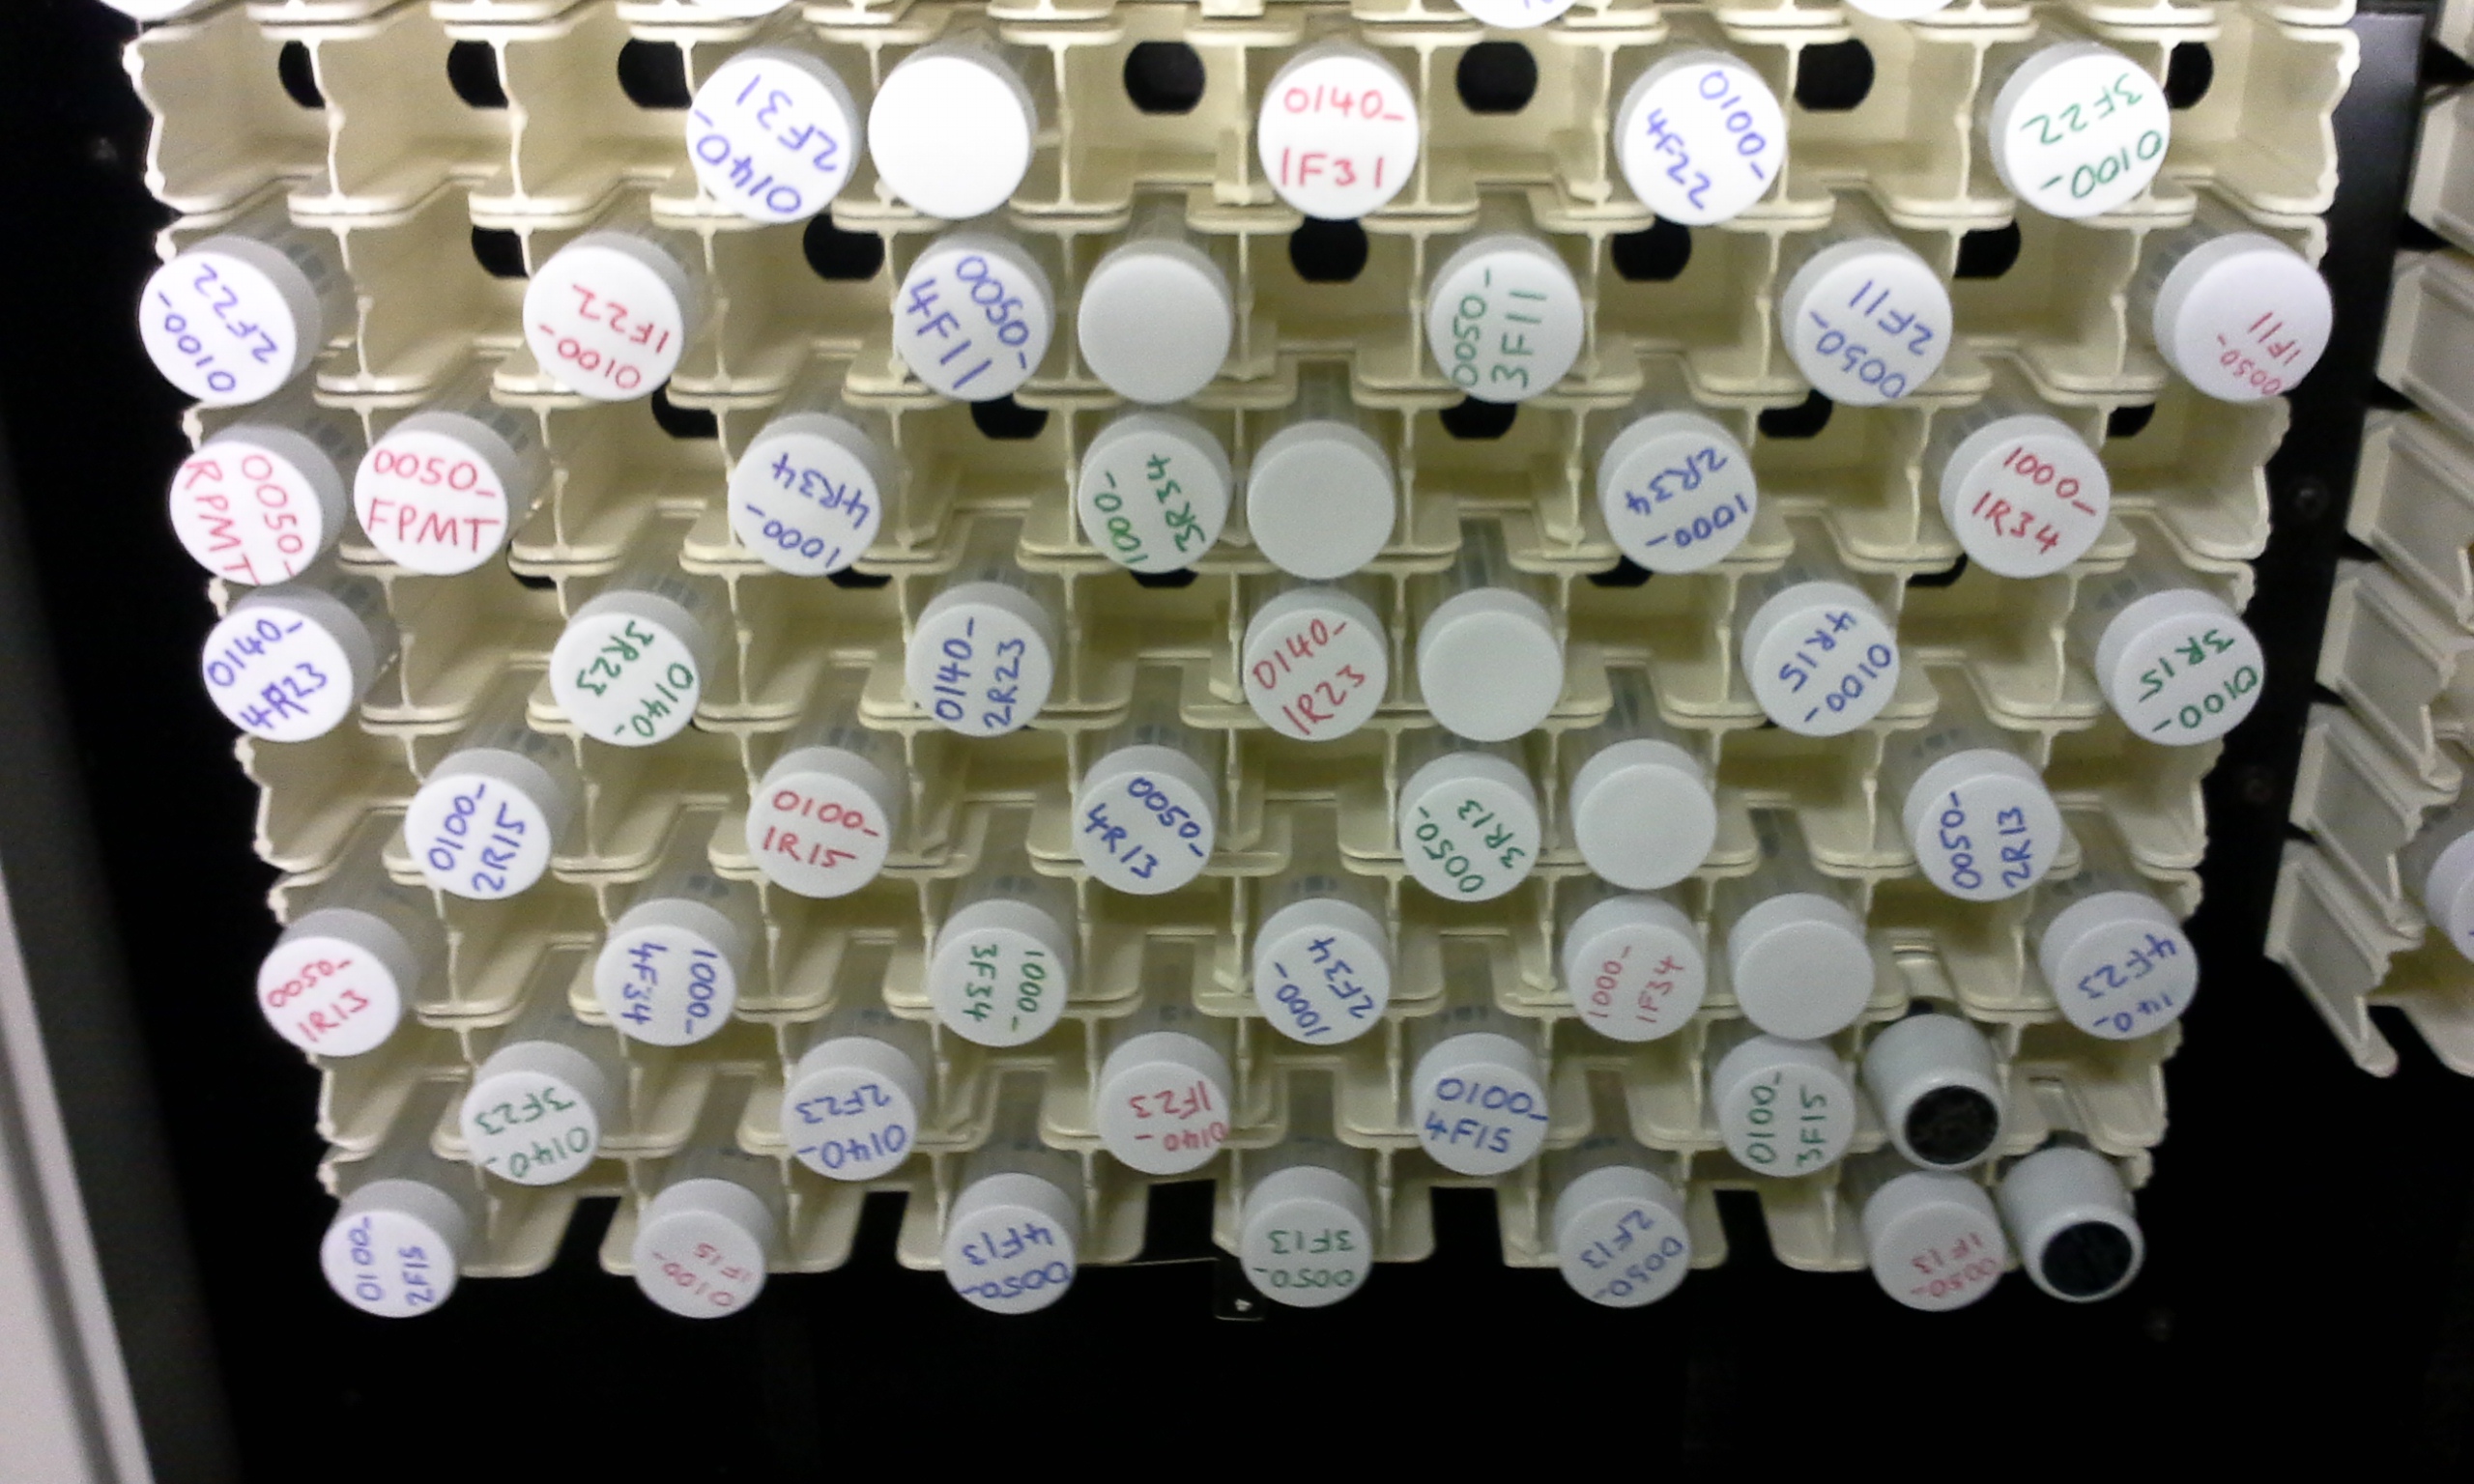 0050-
1F13
0050-
2F13
0050-
3F13
0050-
4F13
0100-
1F15
0100-
2F15
0100-
3F15
0100-
4F15
0140-
1F23
0140-
2F23
0140-
3F23
140-
4F23
1000-
1F34
1000-
2F34
1000-
3F34
1000-
4F34
0050-
1R13
0050-
2R13
0050-
3R13
0050-
4R13
0100-
1R15
0100-
2R15
0100-
3R15
0100-
4R15
0140-
1R23
0140-
2R23
0140-
3R23
0140-
4R23
1000-
1R34
1000-
2R34
1000-
3R34
1000-
4R34
0050-
FPMT
0050-
RPMT
0050-
1F11
0050-
2F11
0050-
3F11
0050-
4F11
0100-
1F22
0100-
2F22
0100-
3F22
0100-
4F22
0140-
1F31
0140-
2F31